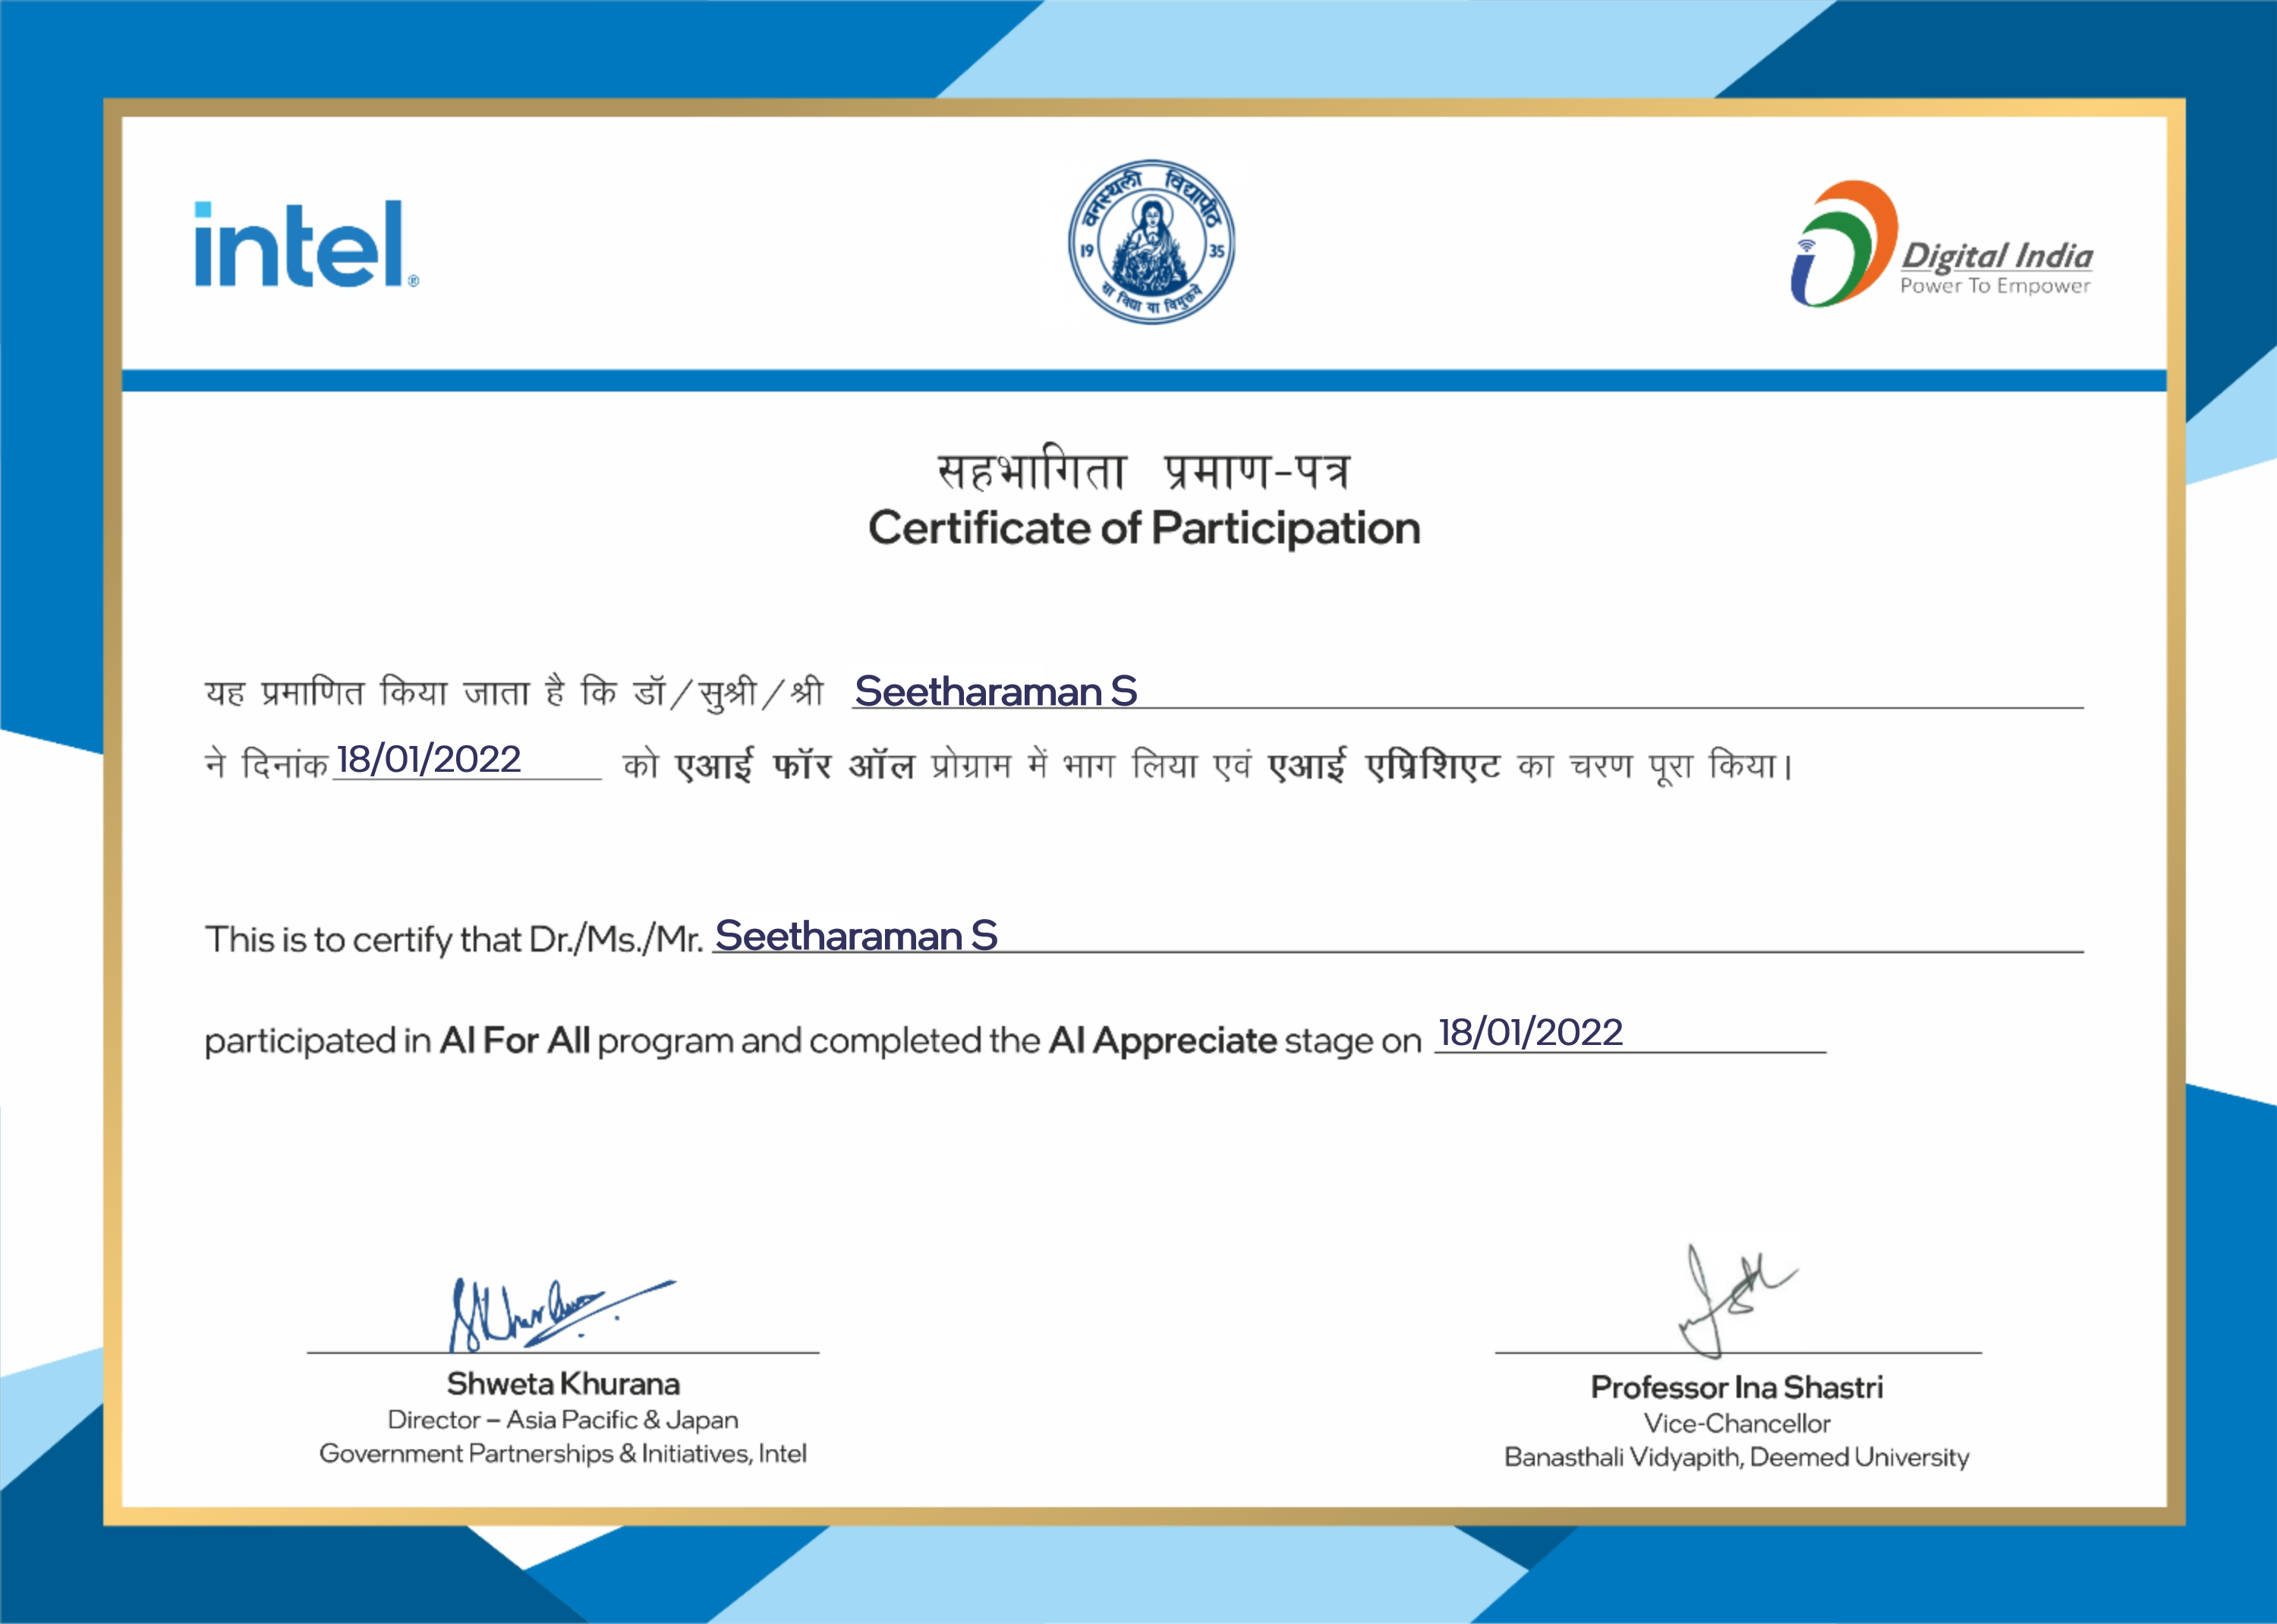 intel®
वनस्थली विद्यापीठ
19 35
सा विद्या या विमुक्तये
Digital India
Power To Empower
सहभागिता प्रमाण-पत्र
Certificate of Participation
यह प्रमाणित किया जाता है कि डॉ/सुश्री/श्री Seetharaman S
ने दिनांक 18/01/2022 को एआई फॉर ऑल प्रोग्राम में भाग लिया एवं एआई एप्रिशिएट का चरण पूरा किया।
This is to certify that Dr./Ms./Mr. Seetharaman S
participated in AI For All program and completed the AI Appreciate stage on 18/01/2022
Shweta Khurana
Director – Asia Pacific & Japan
Government Partnerships & Initiatives, Intel
Professor Ina Shastri
Vice-Chancellor
Banasthali Vidyapith, Deemed University